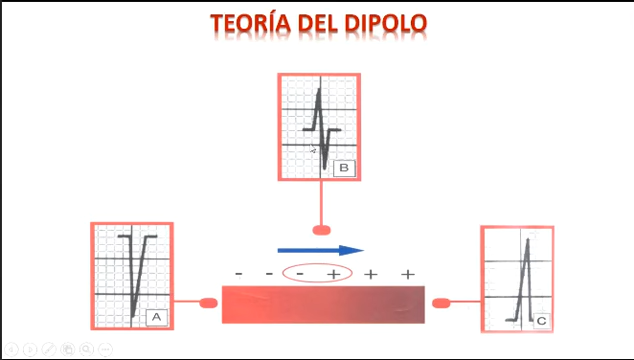 TEORÍA DEL DIPOLO
B
- - - + + +
A
C